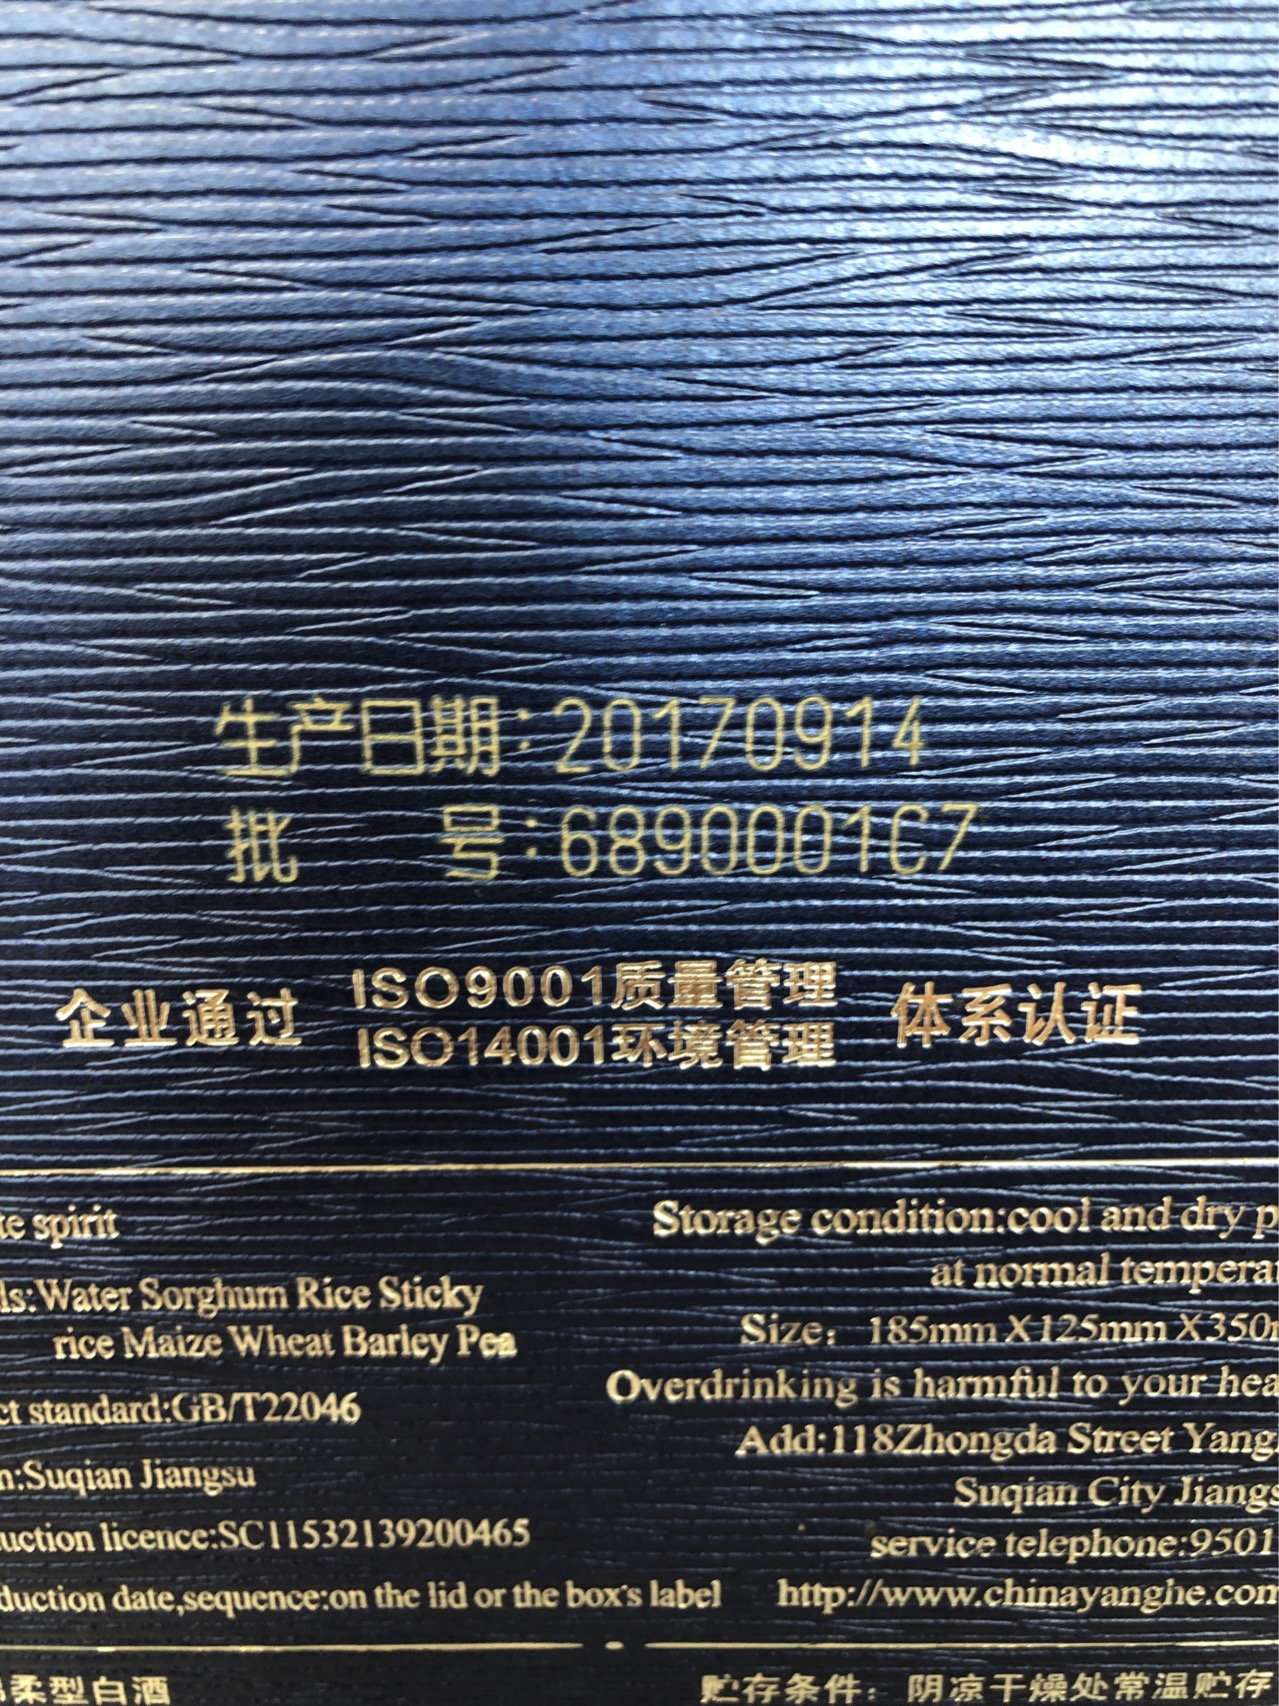 生产日期:20170914
批 号:6890001C7
企业通过 ISO9001质量管理 体系认证
ISO14001环境管理
spirit
Storage condition:cool and dry
at normal
ls:Water Sorghum Rice Sticky
rice Maize Wheat Barley Pea
Size: 185mm X125mm X350
ct standard:GB/T22046
Overdrinking is harmful to your
Add:118Zhongda Street Yang
n:Suqian Jiangsu
Suqian City Jiangs
uction licence:SC11532139200465
service telephone:9501
duction date,sequence:on the lid or the box's label
http://www.chinayanghe.com
柔型白酒
贮存条件:阴凉干燥处常温贮存